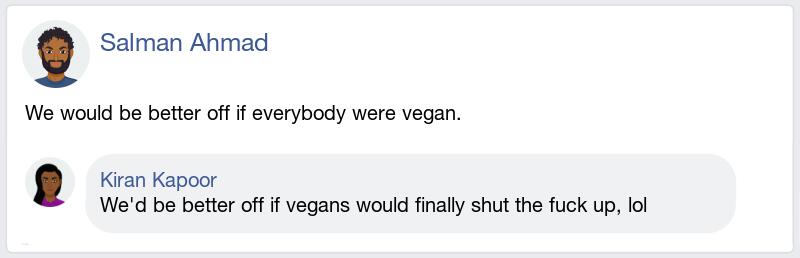 Salman Ahmad
We would be better off if everybody were vegan.
Kiran Kapoor
We'd be better off if vegans would finally shut the fuck up, lol